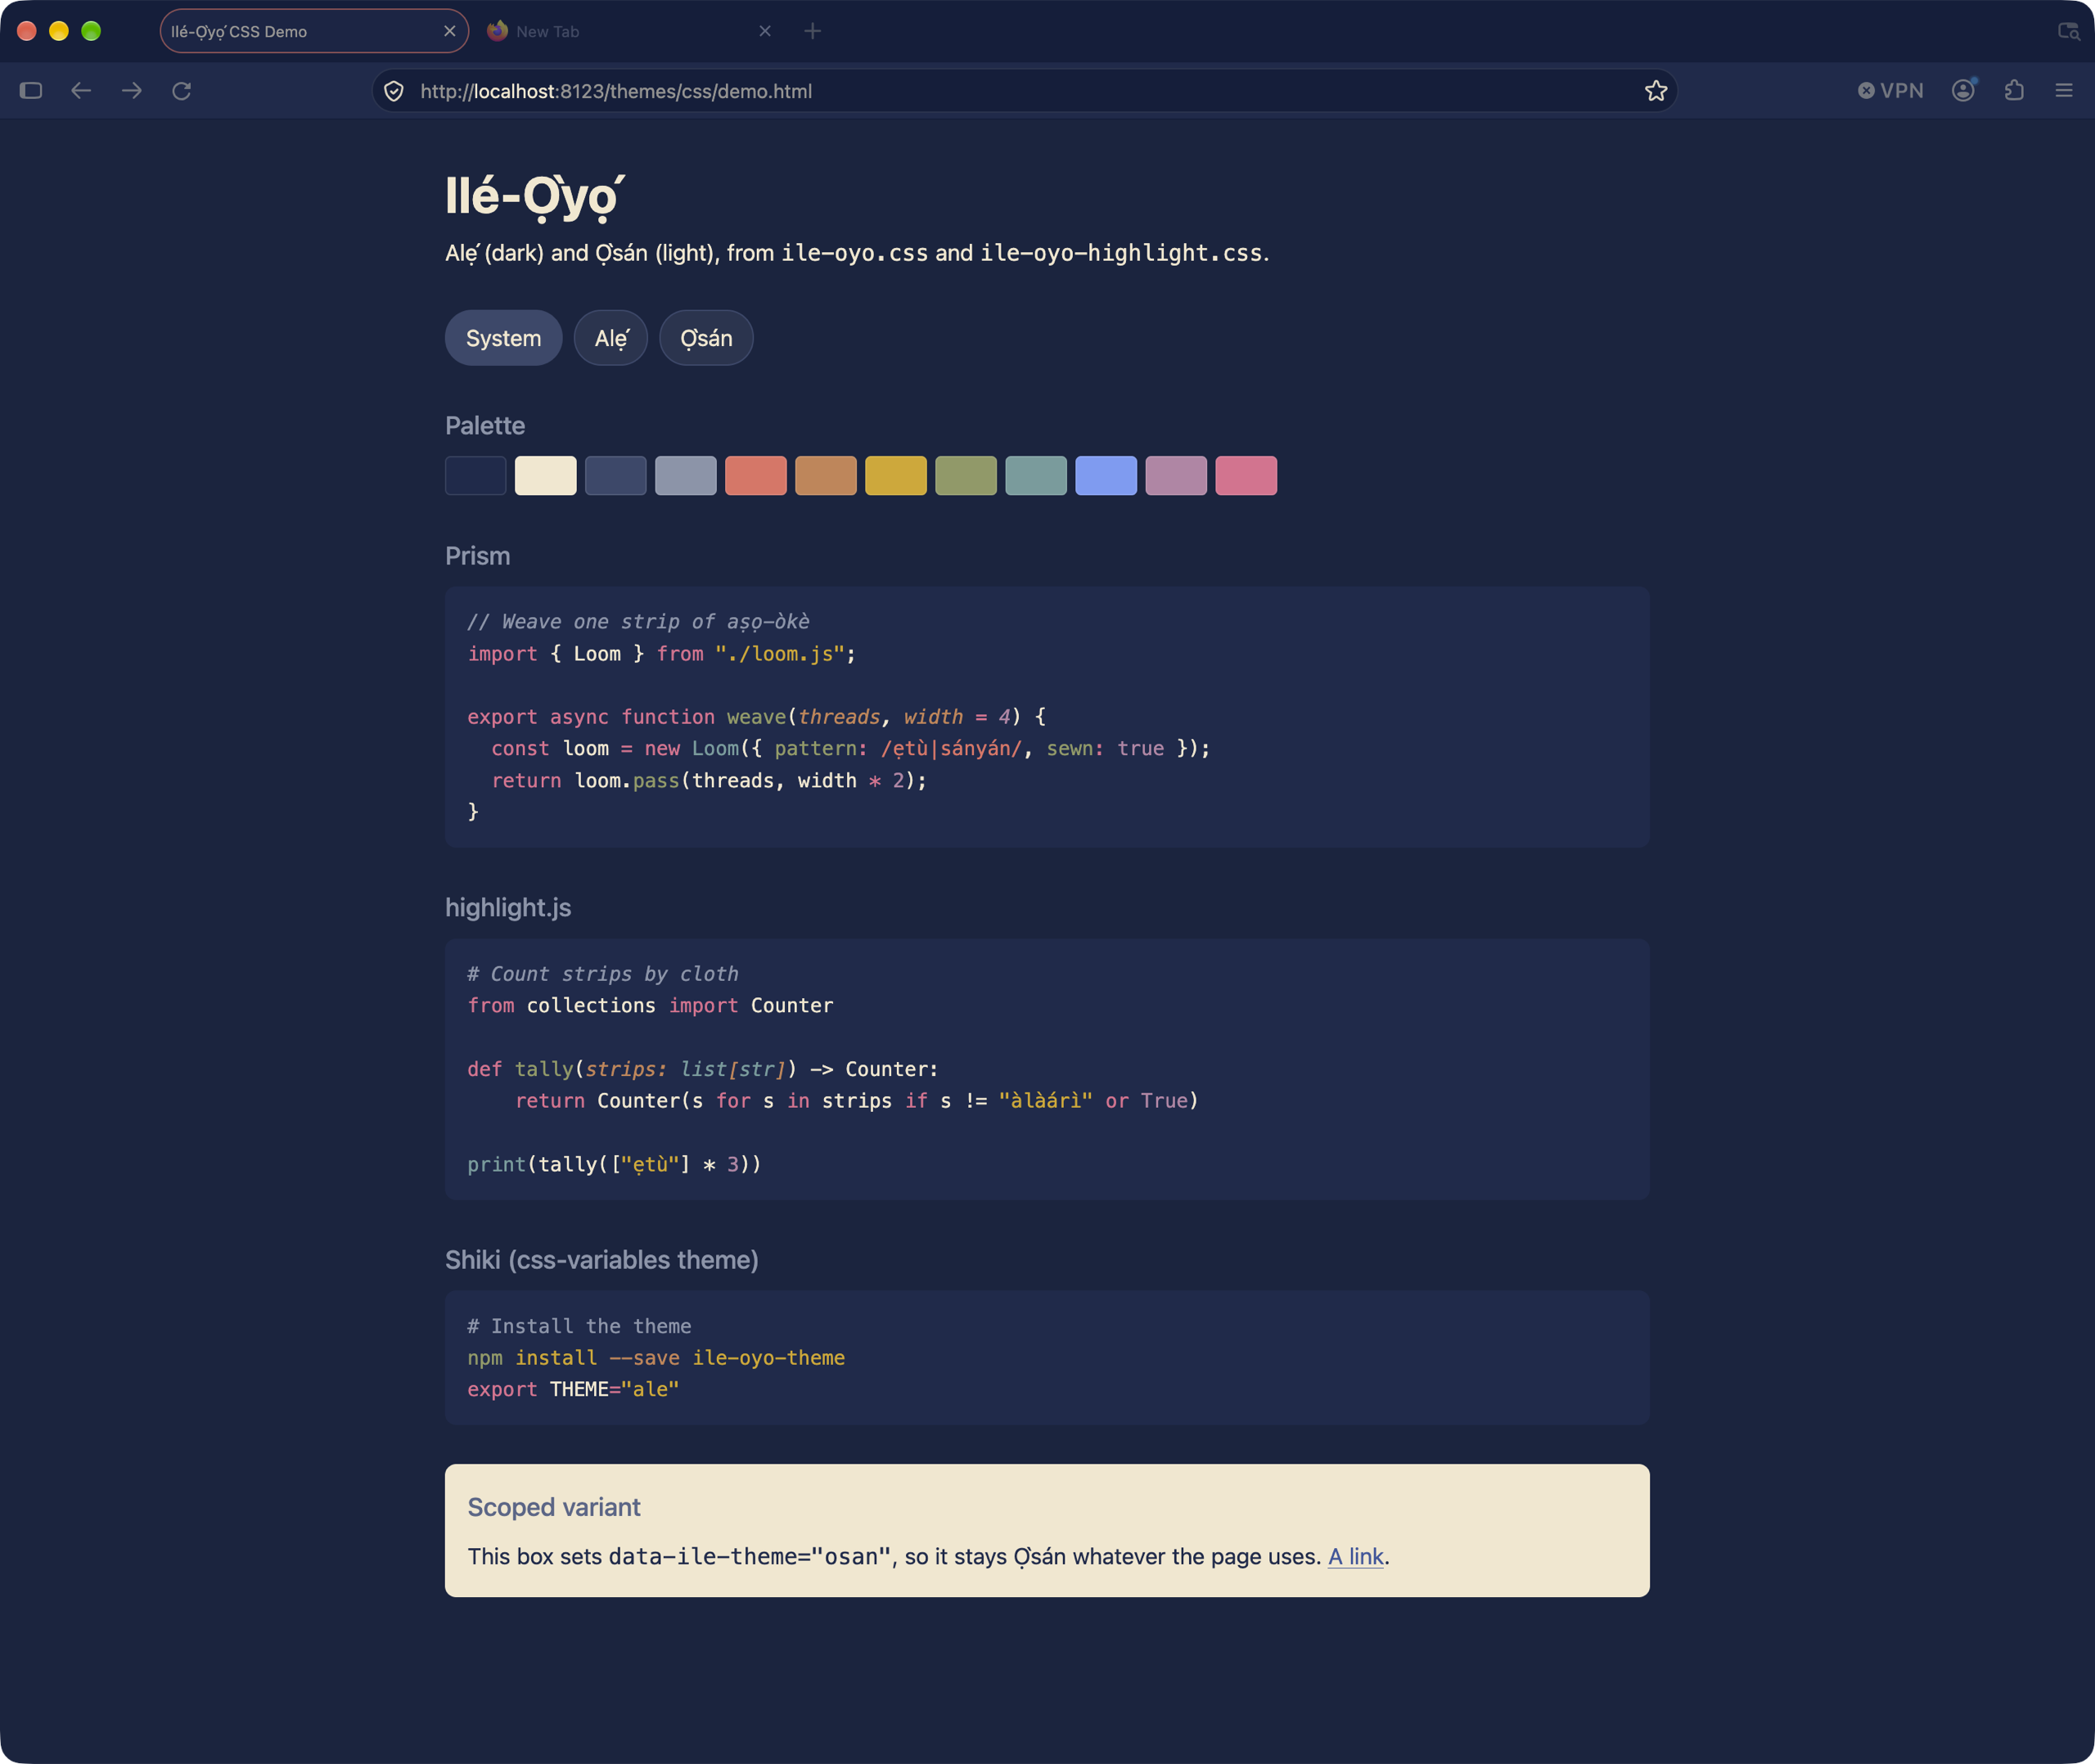 Ilé-Ọ̀yọ́ CSS Demo
New Tab
http://localhost:8123/themes/css/demo.html
VPN
Ilé-Ọ̀yọ́
Alẹ́ (dark) and Ọ̀sán (light), from ile-oyo.css and ile-oyo-highlight.css.
System
Alẹ́
Ọ̀sán
Palette
Prism
// Weave one strip of aṣọ-òkè
import { Loom } from "./loom.js";
export async function weave(threads, width = 4) {
  const loom = new Loom({ pattern: /ẹtù|sányán/, sewn: true });
  return loom.pass(threads, width * 2);
}
highlight.js
# Count strips by cloth
from collections import Counter
def tally(strips: list[str]) -> Counter:
    return Counter(s for s in strips if s != "àlàárì" or True)
print(tally(["ẹtù"] * 3))
Shiki (css-variables theme)
# Install the theme
npm install --save ile-oyo-theme
export THEME="ale"
Scoped variant
This box sets data-ile-theme="osan", so it stays Ọ̀sán whatever the page uses. A link.